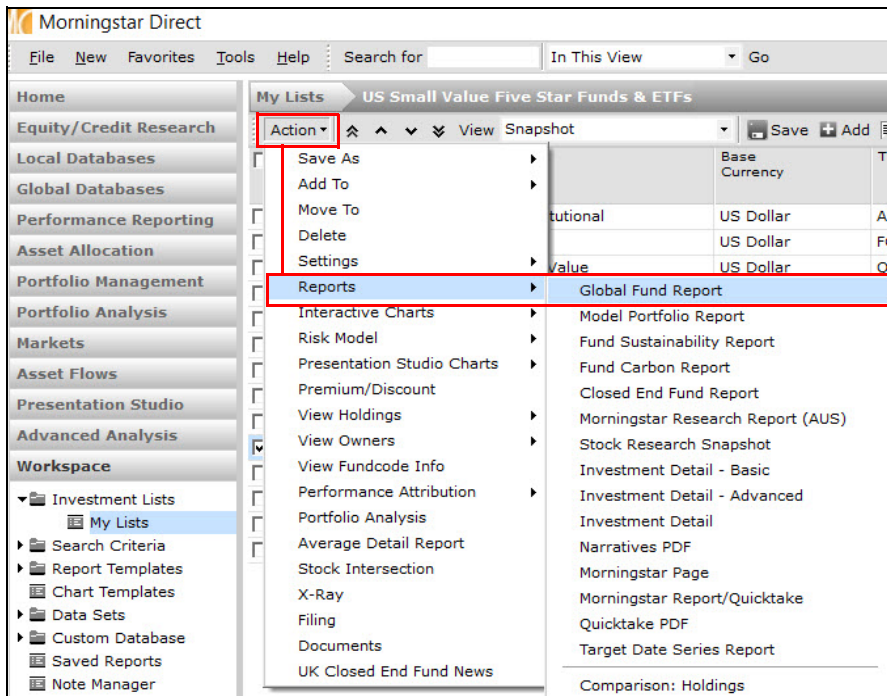 Morningstar Direct
File New Favorites Tools Help Search for In This View Go
Home
Equity/Credit Research
Local Databases
Global Databases
Performance Reporting
Asset Allocation
Portfolio Management
Portfolio Analysis
Markets
Asset Flows
Presentation Studio
Advanced Analysis
Workspace
Investment Lists
My Lists
Search Criteria
Report Templates
Chart Templates
Data Sets
Custom Database
Saved Reports
Note Manager
My Lists US Small Value Five Star Funds & ETFs
Action View Snapshot Save Add
Base
Currency
tutional US Dollar
US Dollar
Value US Dollar
Save As
Add To
Move To
Delete
Settings
Reports
Interactive Charts
Risk Model
Presentation Studio Charts
Premium/Discount
View Holdings
View Owners
View Fundcode Info
Performance Attribution
Portfolio Analysis
Average Detail Report
Stock Intersection
X-Ray
Filing
Documents
UK Closed End Fund News
Global Fund Report
Model Portfolio Report
Fund Sustainability Report
Fund Carbon Report
Closed End Fund Report
Morningstar Research Report (AUS)
Stock Research Snapshot
Investment Detail - Basic
Investment Detail - Advanced
Investment Detail
Narratives PDF
Morningstar Page
Morningstar Report/Quicktake
Quicktake PDF
Target Date Series Report
Comparison: Holdings